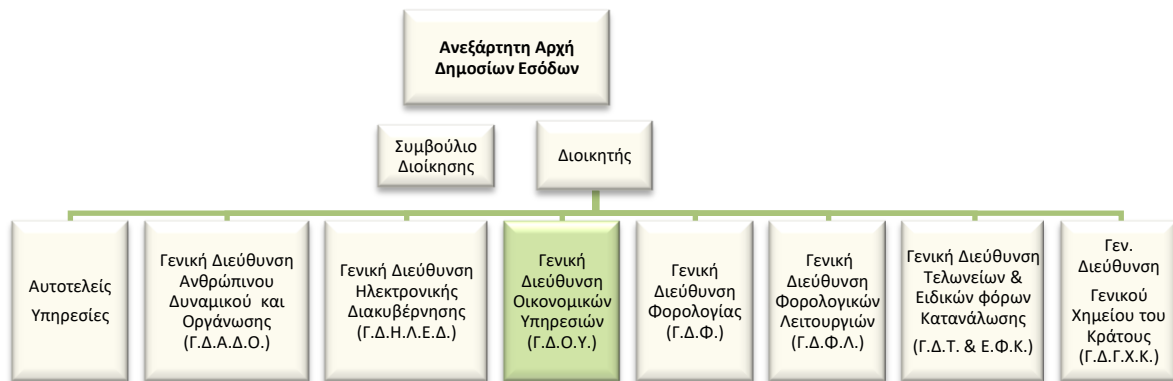 Ανεξάρτητη Αρχή
Δημοσίων Εσόδων
Συμβούλιο
Διοίκησης
Διοικητής
Αυτοτελείς
Υπηρεσίες
Γενική Διεύθυνση
Ανθρώπινου
Δυναμικού και
Οργάνωσης
(Γ.Δ.Α.Δ.Ο.)
Γενική Διεύθυνση
Ηλεκτρονικής
Διακυβέρνησης
(Γ.Δ.Η.Λ.Ε.Δ.)
Γενική
Διεύθυνση
Οικονομικών
Υπηρεσιών
(Γ.Δ.Ο.Υ.)
Γενική
Διεύθυνση
Φορολογίας
(Γ.Δ.Φ.)
Γενική
Διεύθυνση
Φορολογικών
Λειτουργιών
(Γ.Δ.Φ.Λ.)
Γενική Διεύθυνση
Τελωνείων &
Ειδικών φόρων
Κατανάλωσης
(Γ.Δ.Τ. & Ε.Φ.Κ.)
Γεν.
Διεύθυνση
Γενικού
Χημείου του
Κράτους
(Γ.Δ.Γ.Χ.Κ.)